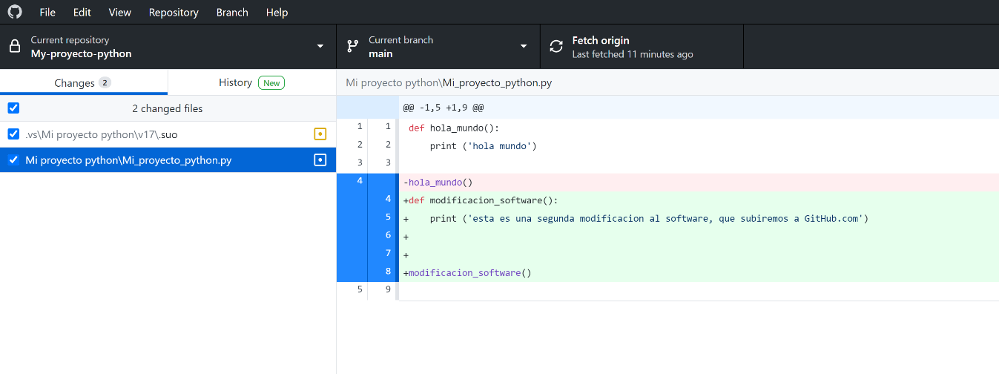 File Edit View Repository Branch Help
Current repository
My-proyecto-python
Current branch
main
Fetch origin
Last fetched 11 minutes ago
Changes 2
History New
2 changed files
.vs\Mi proyecto python\v17\.suo
Mi proyecto python\Mi_proyecto_python.py
Mi proyecto python\Mi_proyecto_python.py
@@ -1,5 +1,9 @@
1 1 def hola_mundo():
2 2 print ('hola mundo')
3 3
4 -hola_mundo()
4 +def modificacion_software():
5 + print ('esta es una segunda modificacion al software, que subiremos a GitHub.com')
6 +
7 +
8 +modificacion_software()
5 9